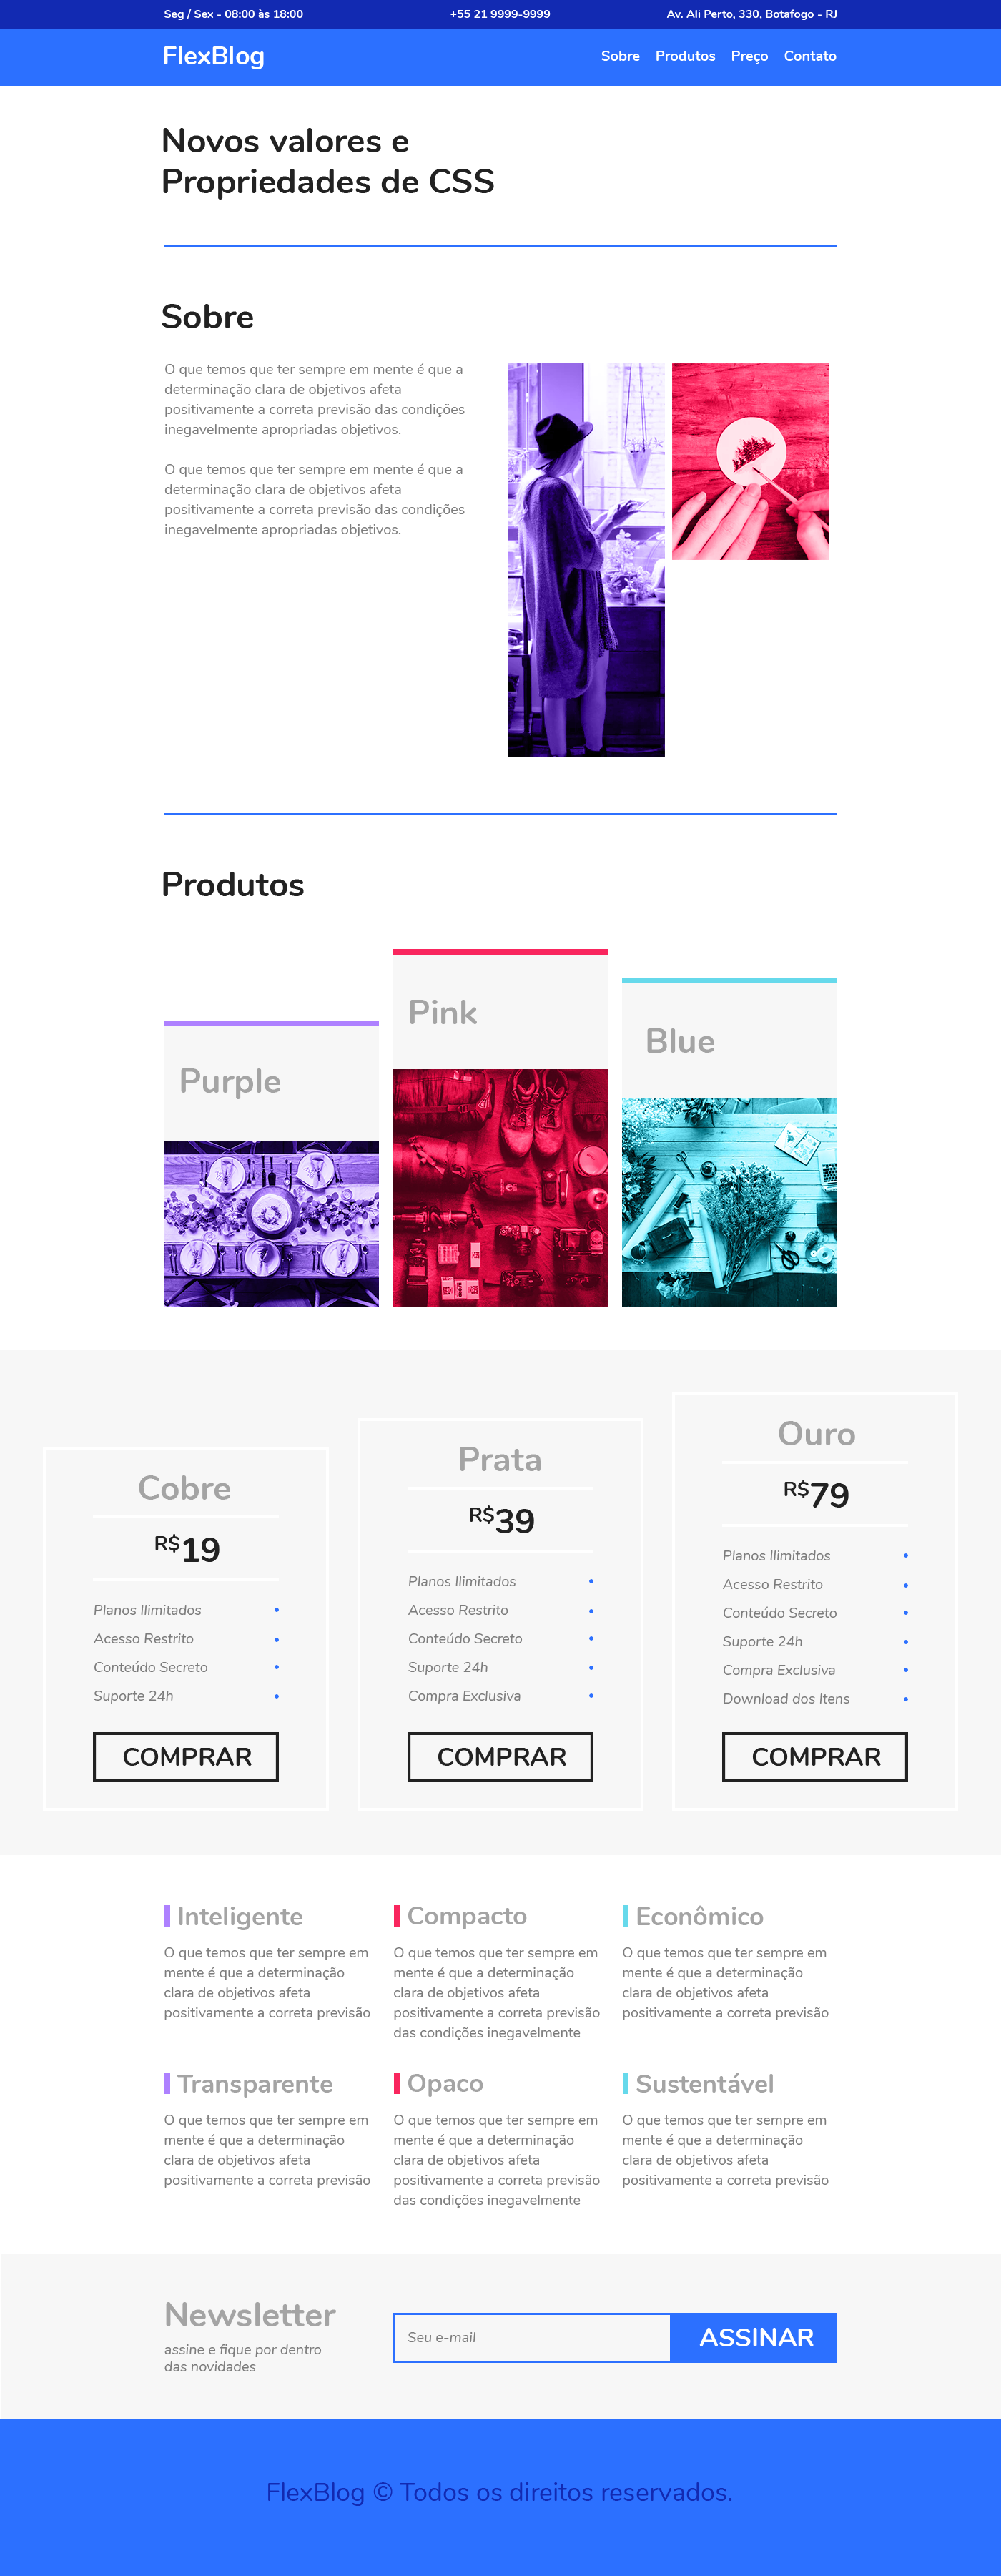 Seg / Sex - 08:00 às 18:00
+55 21 9999-9999
Av. Ali Perto, 330, Botafogo - RJ
FlexBlog
Sobre
Produtos
Preço
Contato
Novos valores e
Propriedades de CSS
Sobre
O que temos que ter sempre em mente é que a
determinação clara de objetivos afeta
positivamente a correta previsão das condições
inegavelmente apropriadas objetivos.
O que temos que ter sempre em mente é que a
determinação clara de objetivos afeta
positivamente a correta previsão das condições
inegavelmente apropriadas objetivos.
Produtos
Purple
Pink
Blue
Cobre
R$19
Planos Ilimitados
Acesso Restrito
Conteúdo Secreto
Suporte 24h
COMPRAR
Prata
R$39
Planos Ilimitados
Acesso Restrito
Conteúdo Secreto
Suporte 24h
Compra Exclusiva
COMPRAR
Ouro
R$79
Planos Ilimitados
Acesso Restrito
Conteúdo Secreto
Suporte 24h
Compra Exclusiva
Download dos Itens
COMPRAR
Inteligente
O que temos que ter sempre em
mente é que a determinação
clara de objetivos afeta
positivamente a correta previsão
Compacto
O que temos que ter sempre em
mente é que a determinação
clara de objetivos afeta
positivamente a correta previsão
das condições inegavelmente
Econômico
O que temos que ter sempre em
mente é que a determinação
clara de objetivos afeta
positivamente a correta previsão
Transparente
O que temos que ter sempre em
mente é que a determinação
clara de objetivos afeta
positivamente a correta previsão
Opaco
O que temos que ter sempre em
mente é que a determinação
clara de objetivos afeta
positivamente a correta previsão
das condições inegavelmente
Sustentável
O que temos que ter sempre em
mente é que a determinação
clara de objetivos afeta
positivamente a correta previsão
Newsletter
assine e fique por dentro
das novidades
Seu e-mail
ASSINAR
FlexBlog © Todos os direitos reservados.